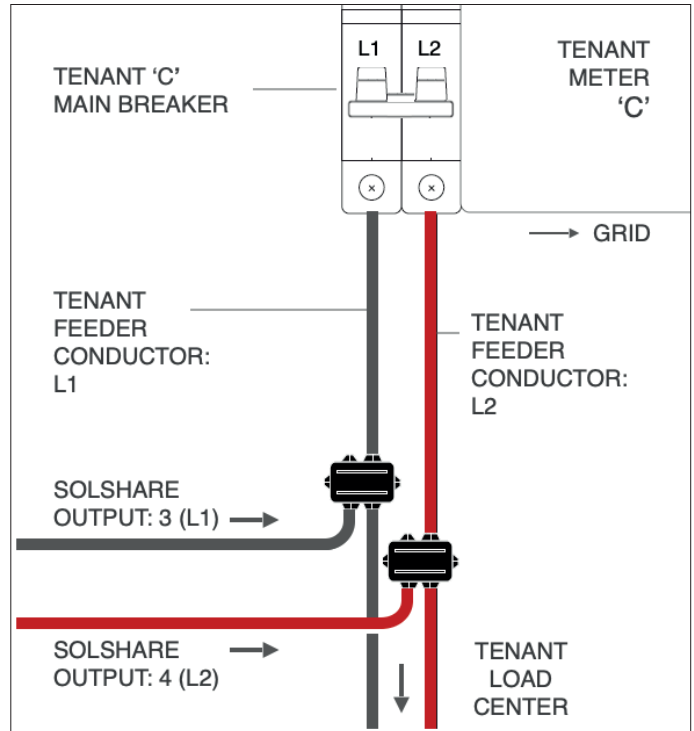 L1
L2
TENANT ‘C’
MAIN BREAKER
TENANT
METER
‘C’
GRID
TENANT
FEEDER
CONDUCTOR:
L1
TENANT
FEEDER
CONDUCTOR:
L2
SOLSHARE
OUTPUT: 3 (L1)
SOLSHARE
OUTPUT: 4 (L2)
TENANT
LOAD
CENTER